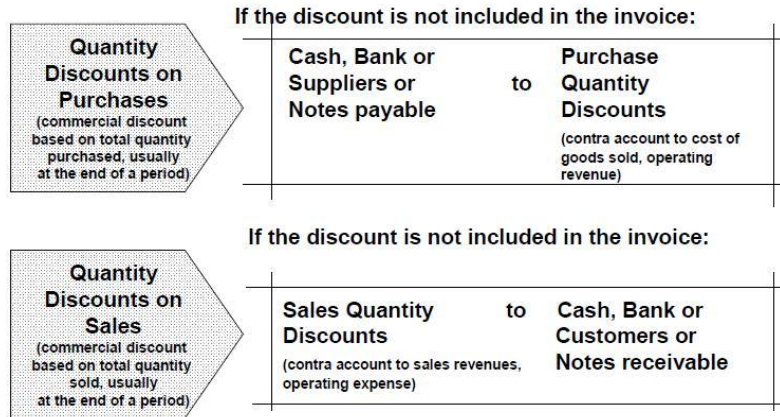 If the discount is not included in the invoice:
Quantity
Discounts on
Purchases
(commercial discount
based on total quantity
purchased, usually
at the end of a period)
Cash, Bank or
Suppliers or
Notes payable
to
Purchase
Quantity
Discounts
(contra account to cost of
goods sold, operating
revenue)
If the discount is not included in the invoice:
Quantity
Discounts on
Sales
(commercial discount
based on total quantity
sold, usually
at the end of a period)
Sales Quantity
Discounts
(contra account to sales revenues,
operating expense)
to
Cash, Bank or
Customers or
Notes receivable